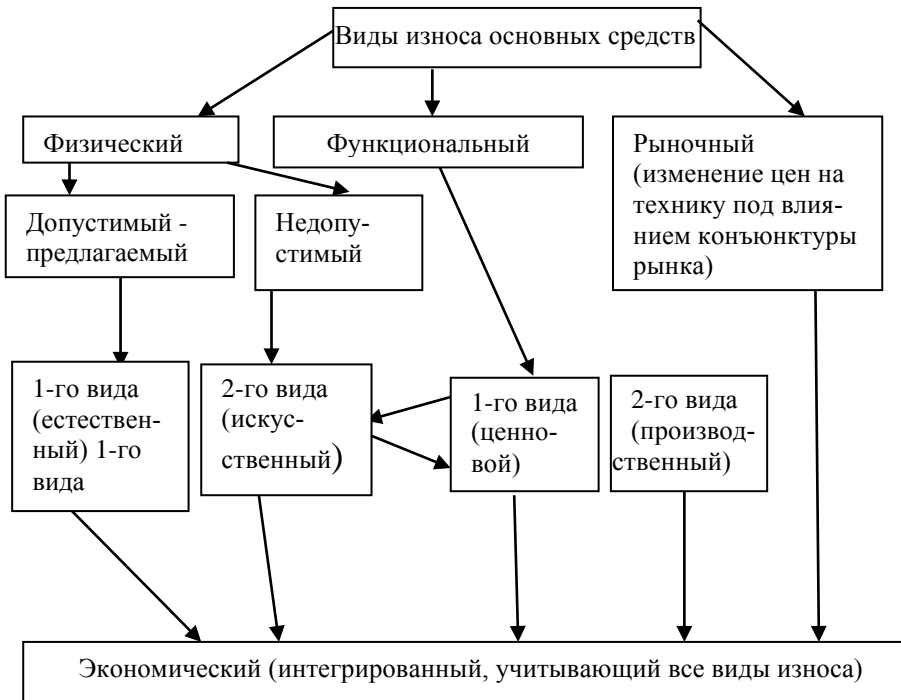 Виды износа основных средств
Физический
Функциональный
Рыночный
(изменение цен на
технику под влия-
нием конъюнктуры
рынка)
Допустимый -
предлагаемый
Недопу-
стимый
1-го вида
(естествен-
ный) 1-го
вида
2-го вида
(искус-
ственный)
1-го вида
(ценно-
вой)
2-го вида
(производ-
ственный)
Экономический (интегрированный, учитывающий все виды износа)